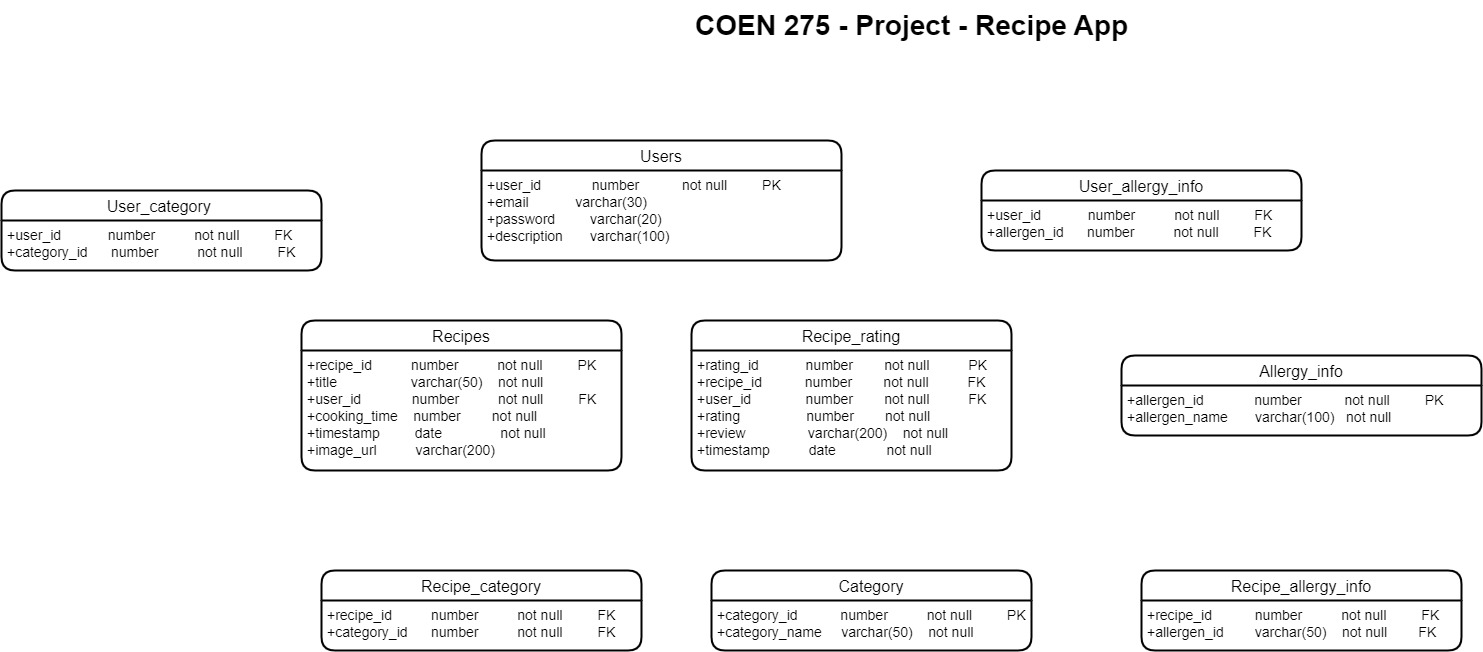 COEN 275 - Project - Recipe App
Users
+user_id number not null PK
+email varchar(30)
+password varchar(20)
+description varchar(100)
User_allergy_info
+user_id number not null FK
+allergen_id number not null FK
User_category
+user_id number not null FK
+category_id number not null FK
Recipes
+recipe_id number not null PK
+title varchar(50) not null
+user_id number not null FK
+cooking_time number not null
+timestamp date not null
+image_url varchar(200)
Recipe_rating
+rating_id number not null PK
+recipe_id number not null FK
+user_id number not null FK
+rating number not null
+review varchar(200) not null
+timestamp date not null
Allergy_info
+allergen_id number not null PK
+allergen_name varchar(100) not null
Recipe_category
+recipe_id number not null FK
+category_id number not null FK
Category
+category_id number not null PK
+category_name varchar(50) not null
Recipe_allergy_info
+recipe_id number not null FK
+allergen_id varchar(50) not null FK